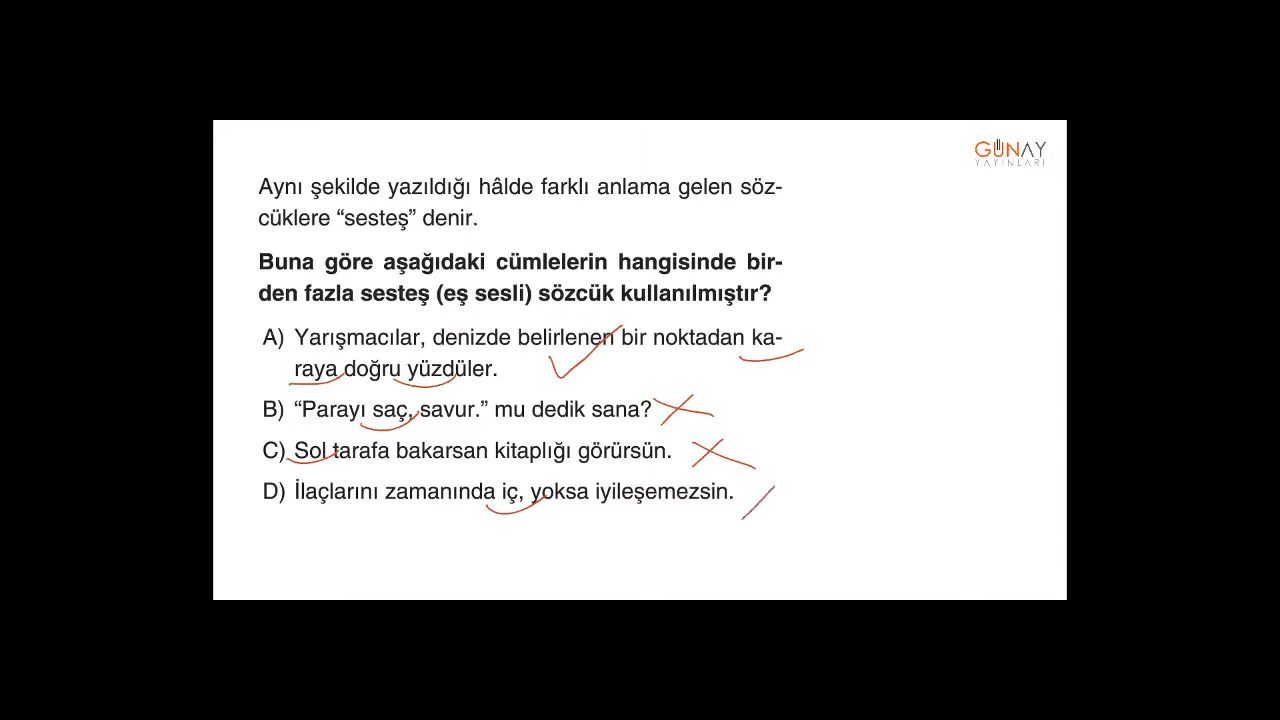 GÜNAY
YAYINLARI
Aynı şekilde yazıldığı hâlde farklı anlama gelen söz-
cüklere “sesteş” denir.
Buna göre aşağıdaki cümlelerin hangisinde bir-
den fazla sesteş (eş sesli) sözcük kullanılmıştır?
A) Yarışmacılar, denizde belirlenen bir noktadan ka-
raya doğru yüzdüler.
B) “Parayı saç, savur.” mu dedik sana?
C) Sol tarafa bakarsan kitaplığı görürsün.
D) İlaçlarını zamanında iç, yoksa iyileşemezsin.